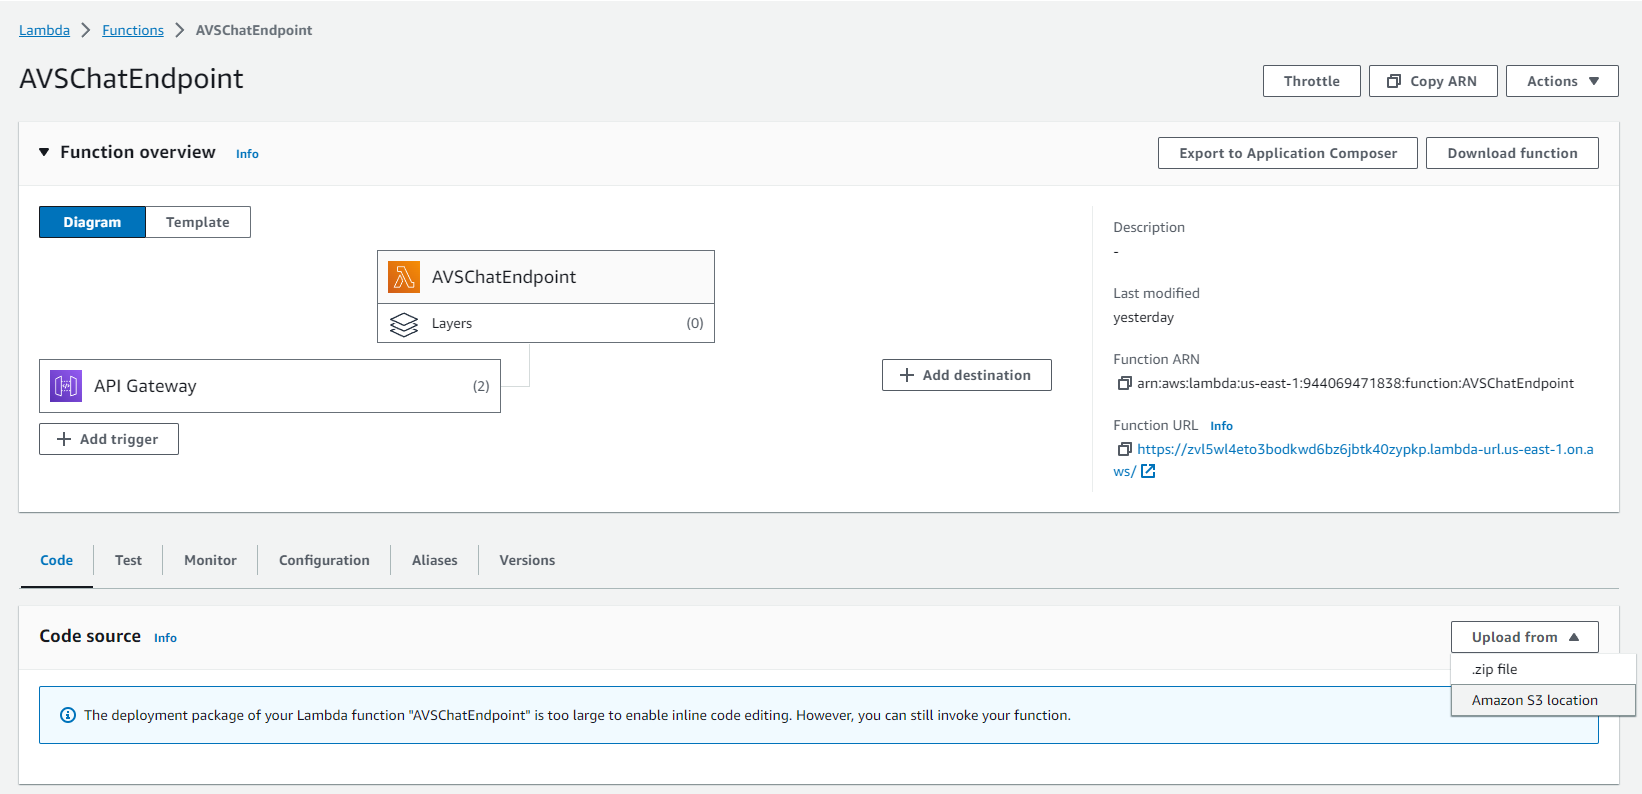 Lambda > Functions > AVSChatEndpoint
AVSChatEndpoint
Throttle
Copy ARN
Actions
Function overview
Info
Export to Application Composer
Download function
Diagram
Template
AVSChatEndpoint
Layers
(0)
API Gateway
(2)
Add trigger
Add destination
Description
-
Last modified
yesterday
Function ARN
arn:aws:lambda:us-east-1:944069471838:function:AVSChatEndpoint
Function URL
Info
https://zvl5wl4eto3bodkwd6bz6jbtk40zypkp.lambda-url.us-east-1.on.a
ws/
Code
Test
Monitor
Configuration
Aliases
Versions
Code source
Info
Upload from
.zip file
Amazon S3 location
The deployment package of your Lambda function "AVSChatEndpoint" is too large to enable inline code editing. However, you can still invoke your function.